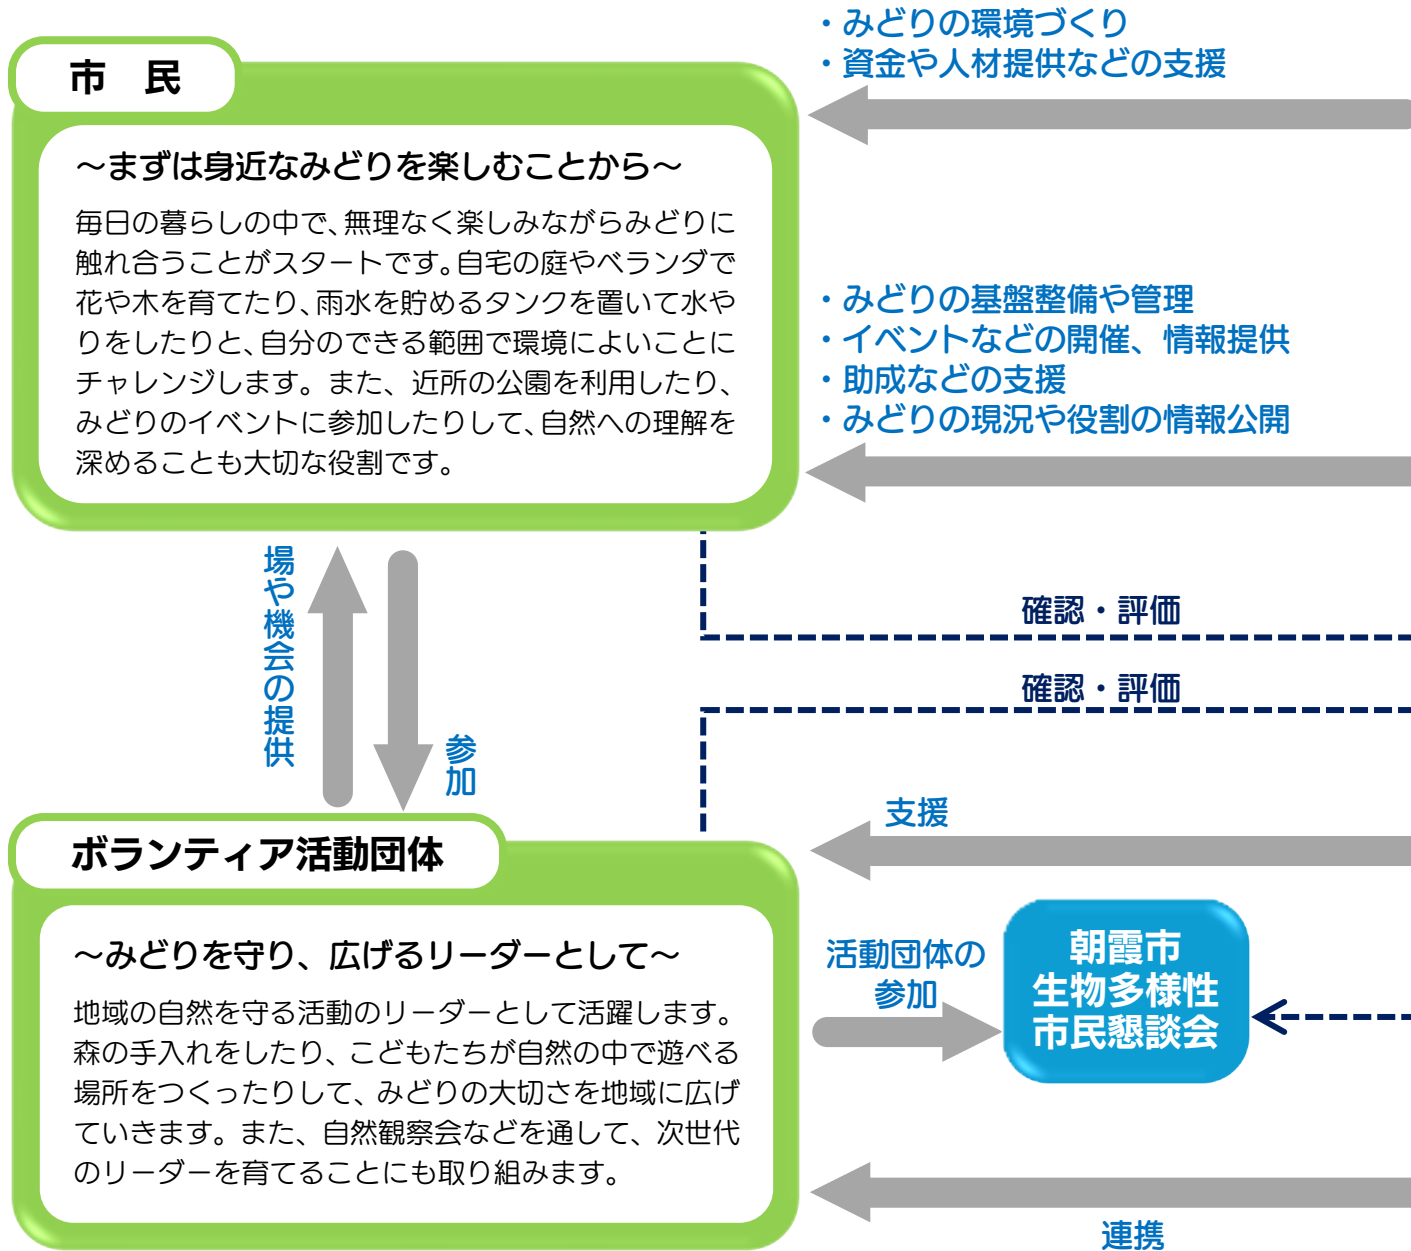 ・みどりの環境づくり
・資金や人材提供などの支援
市　民
～まずは身近なみどりを楽しむことから～
毎日の暮らしの中で、無理なく楽しみながらみどりに
触れ合うことがスタートです。自宅の庭やベランダで
花や木を育てたり、雨水を貯めるタンクを置いて水や
りをしたりと、自分のできる範囲で環境によいことに
チャレンジします。また、近所の公園を利用したり、
みどりのイベントに参加したりして、自然への理解を
深めることも大切な役割です。
・みどりの基盤整備や管理
・イベントなどの開催、情報提供
・助成などの支援
・みどりの現況や役割の情報公開
場や機会の提供
参加
確認・評価
確認・評価
支援
ボランティア活動団体
～みどりを守り、広げるリーダーとして～
地域の自然を守る活動のリーダーとして活躍します。
森の手入れをしたり、こどもたちが自然の中で遊べる
場所をつくったりして、みどりの大切さを地域に広げ
ていきます。また、自然観察会などを通して、次世代
のリーダーを育てることにも取り組みます。
活動団体の
参加
朝霞市
生物多様性
市民懇談会
連携